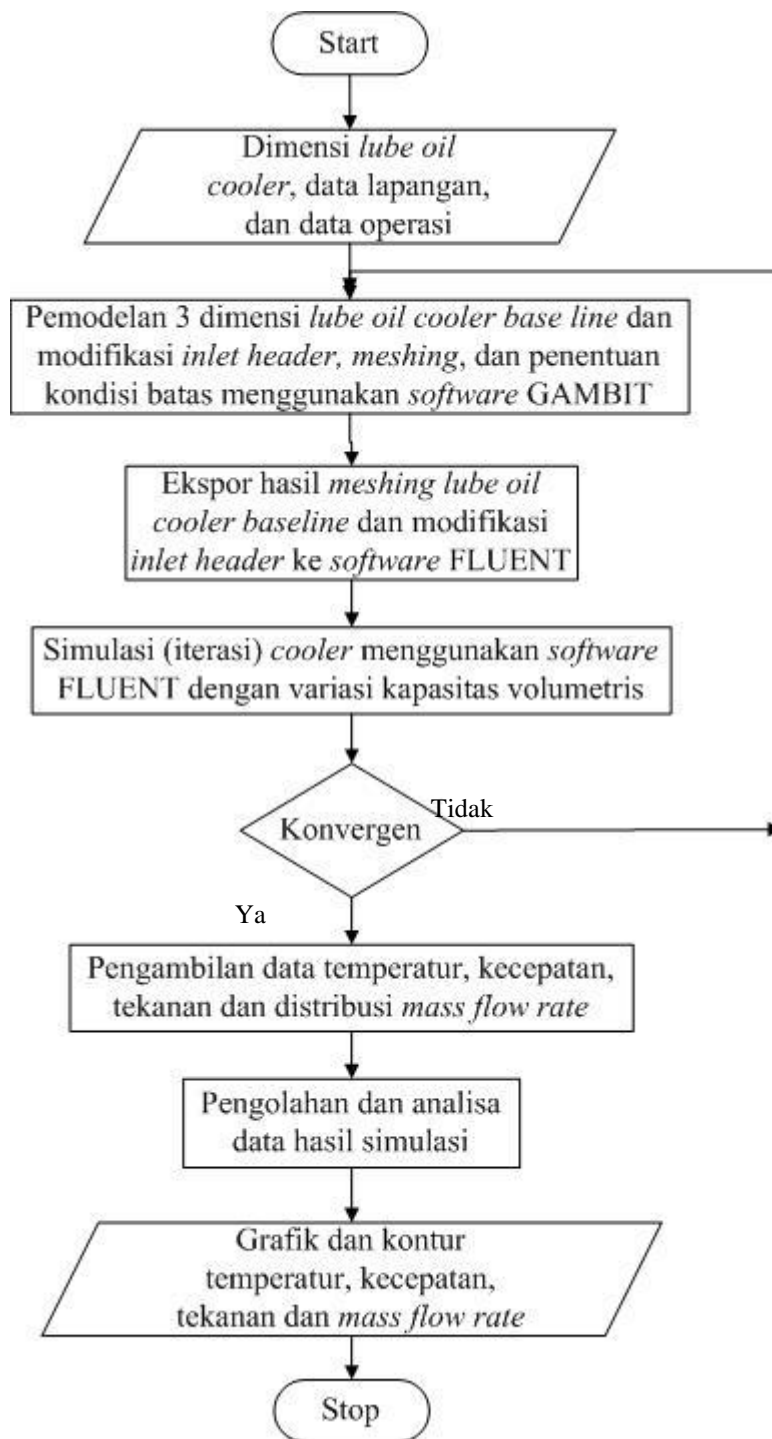 Start
Dimensi lube oil
cooler, data lapangan,
dan data operasi
Pemodelan 3 dimensi lube oil cooler base line dan
modifikasi inlet header, meshing, dan penentuan
kondisi batas menggunakan software GAMBIT
Ekspor hasil meshing lube oil
cooler baseline dan modifikasi
inlet header ke software FLUENT
Simulasi (iterasi) cooler menggunakan software
FLUENT dengan variasi kapasitas volumetris
Tidak
Konvergen
Ya
Pengambilan data temperatur, kecepatan,
tekanan dan distribusi mass flow rate
Pengolahan dan analisa
data hasil simulasi
Grafik dan kontur
temperatur, kecepatan,
tekanan dan mass flow rate
Stop